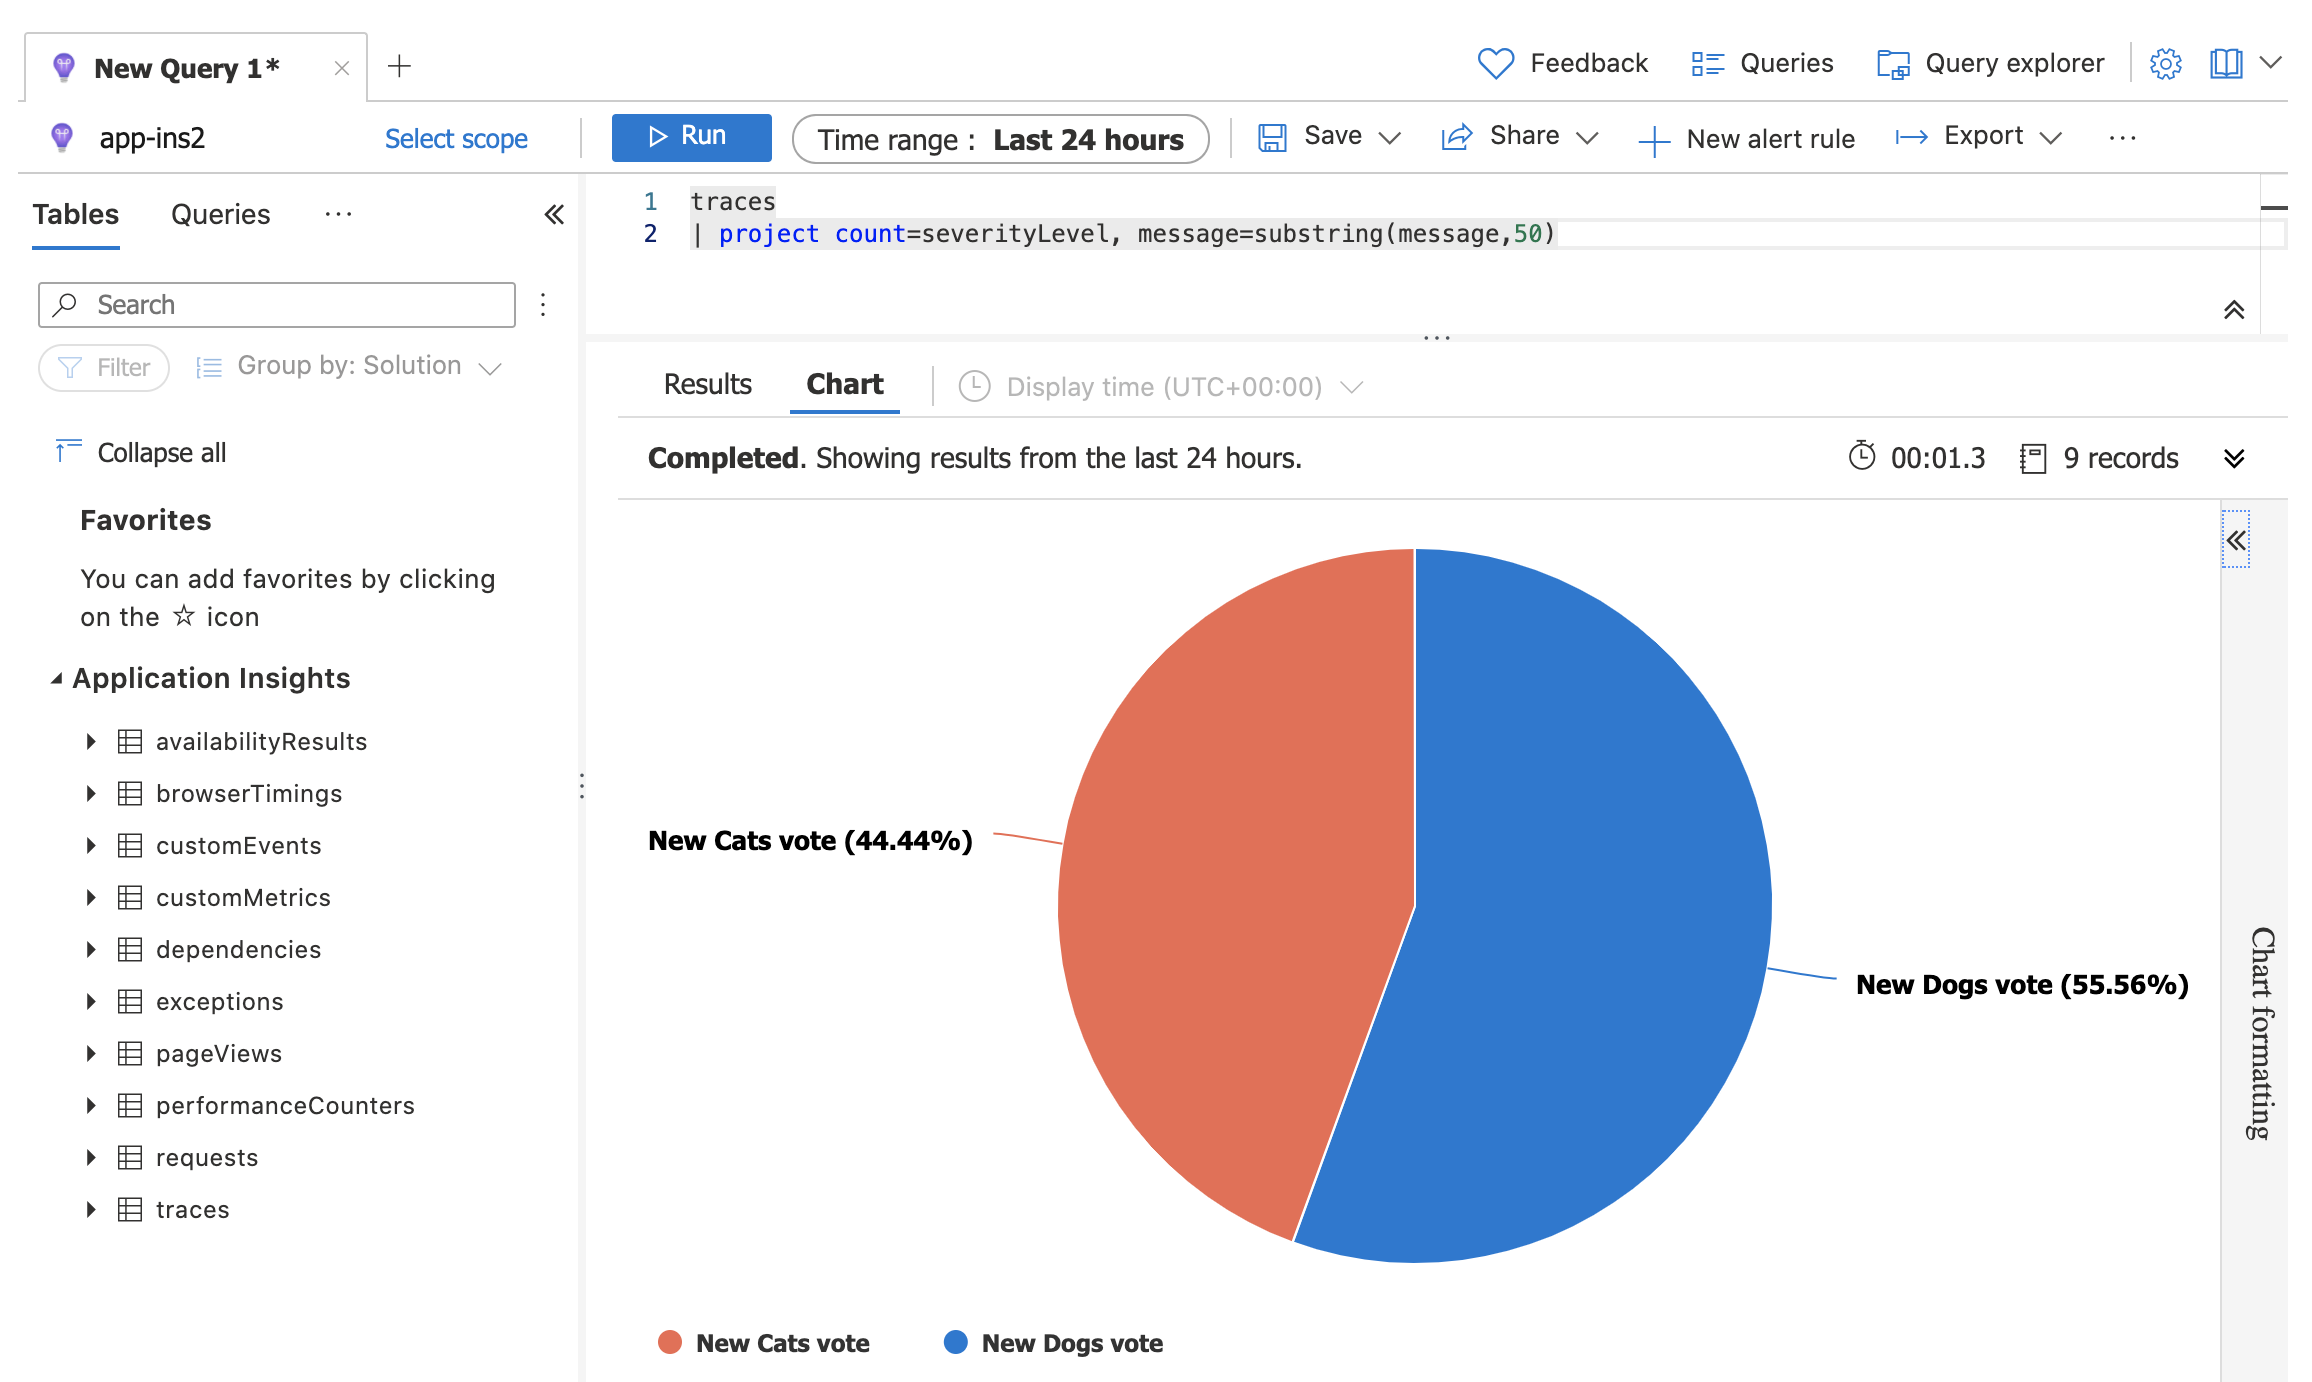 New Query 1*
Feedback
Queries
Query explorer
app-ins2
Select scope
Run
Time range : Last 24 hours
Save
Share
New alert rule
Export
Tables
Queries
Search
Filter
Group by: Solution
Collapse all
Favorites
You can add favorites by clicking
on the ☆ icon
Application Insights
availabilityResults
browserTimings
customEvents
customMetrics
dependencies
exceptions
pageViews
performanceCounters
requests
traces
1 traces
2 | project count=severityLevel, message=substring(message,50)
Results
Chart
Display time (UTC+00:00)
Completed. Showing results from the last 24 hours.
00:01.3
9 records
New Cats vote (44.44%)
New Dogs vote (55.56%)
New Cats vote
New Dogs vote
Chart formatting